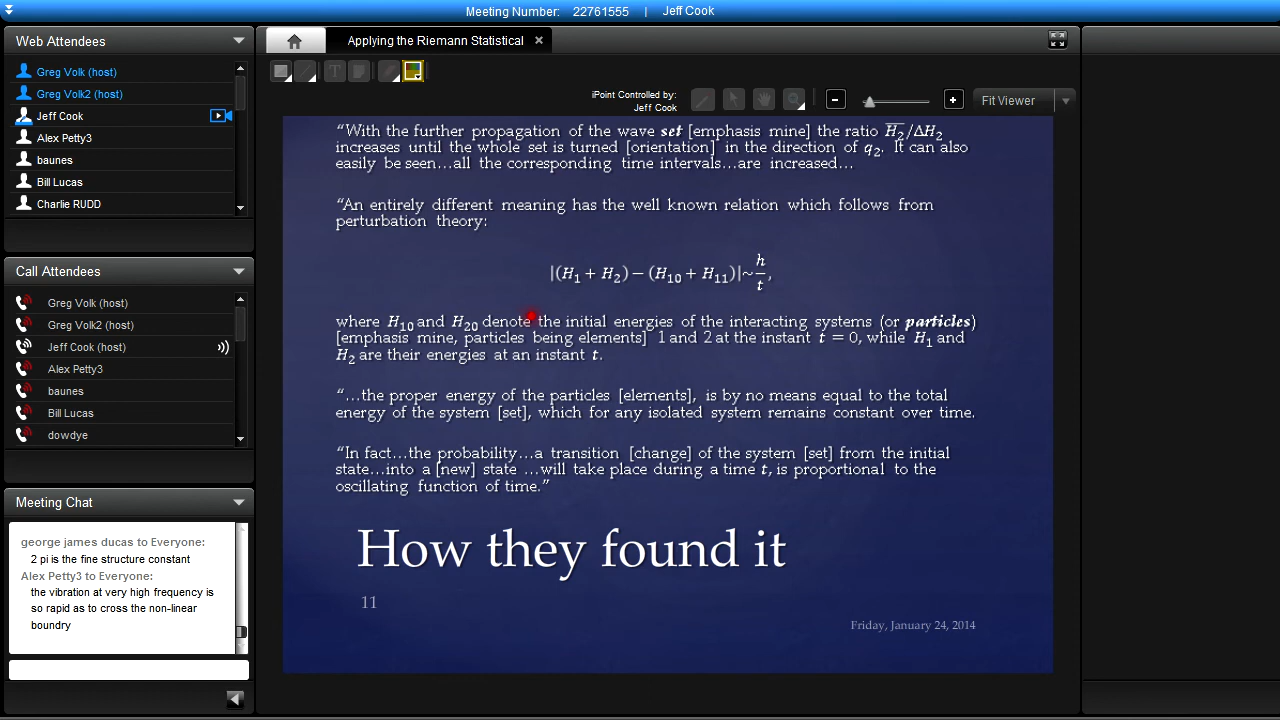 Meeting Number: 22761555 | Jeff Cook
Web Attendees
Greg Volk (host)
Greg Volk2 (host)
Jeff Cook
Alex Petty3
baunes
Bill Lucas
Charlie RUDD
Call Attendees
Greg Volk (host)
Greg Volk2 (host)
Jeff Cook (host)
Alex Petty3
baunes
Bill Lucas
dowdye
Meeting Chat
george james ducas to Everyone:
2 pi is the fine structure constant
Alex Petty3 to Everyone:
the vibration at very high frequency is
so rapid as to cross the non-linear
boundry
Applying the Riemann Statistical
T
iPoint Controlled by:
Jeff Cook
Fit Viewer
“With the further propagation of the wave set [emphasis mine] the ratio H̅₂/ΔH₂
increases until the whole set is turned [orientation] in the direction of q₂. It can also
easily be seen…all the corresponding time intervals…are increased…
“An entirely different meaning has the well known relation which follows from
perturbation theory:
|(H₁ + H₂) − (H₁₀ + H₁₁)|~h/t,
where H₁₀ and H₂₀ denote the initial energies of the interacting systems (or particles)
[emphasis mine, particles being elements] 1 and 2 at the instant t = 0, while H₁ and
H₂ are their energies at an instant t.
“…the proper energy of the particles [elements], is by no means equal to the total
energy of the system [set], which for any isolated system remains constant over time.
“In fact…the probability…a transition [change] of the system [set] from the initial
state…into a [new] state …will take place during a time t, is proportional to the
oscillating function of time.”
How they found it
11
Friday, January 24, 2014